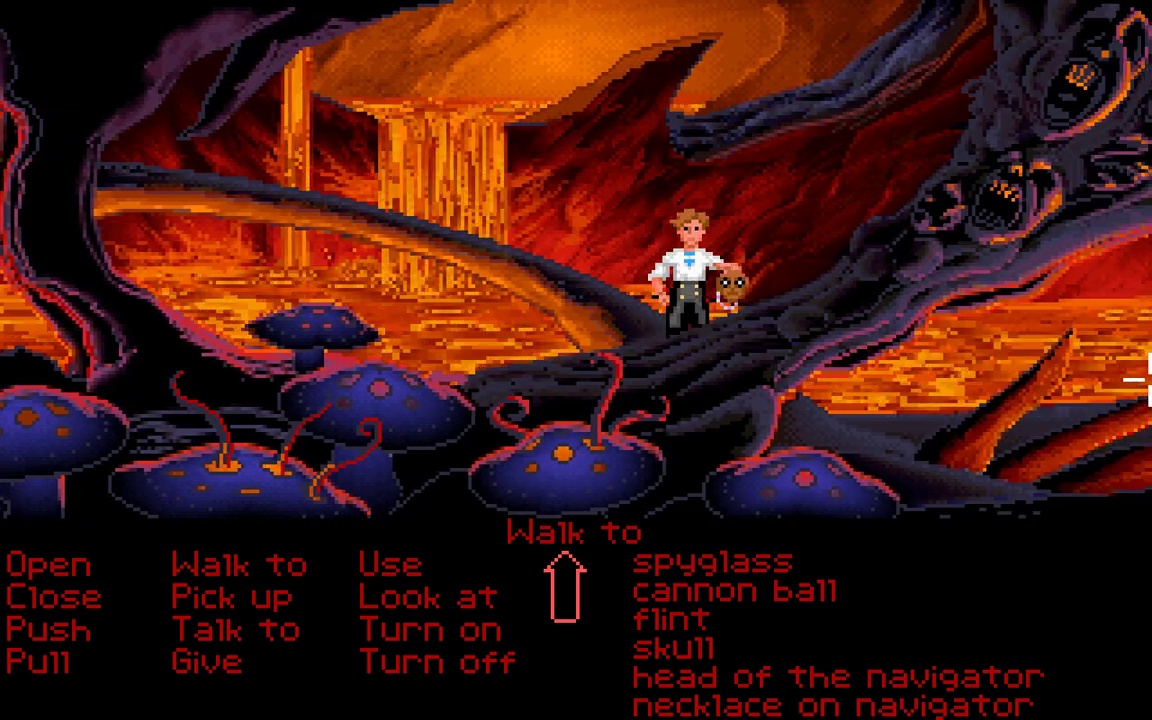 Walk to
Open Walk to Use spyglass
Close Pick up Look at cannon ball
Push Talk to Turn on flint
Pull Give Turn off skull
head of the navigator
necklace on navigator